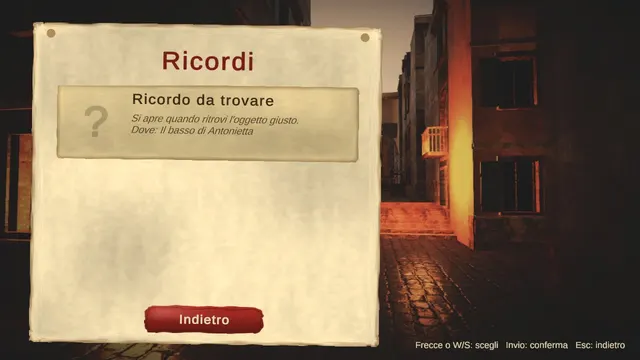 Ricordi
Ricordo da trovare
?
Si apre quando ritrovi l'oggetto giusto.
Dove: Il basso di Antonietta
Indietro
Frecce o W/S: scegli   Invio: conferma   Esc: indietro